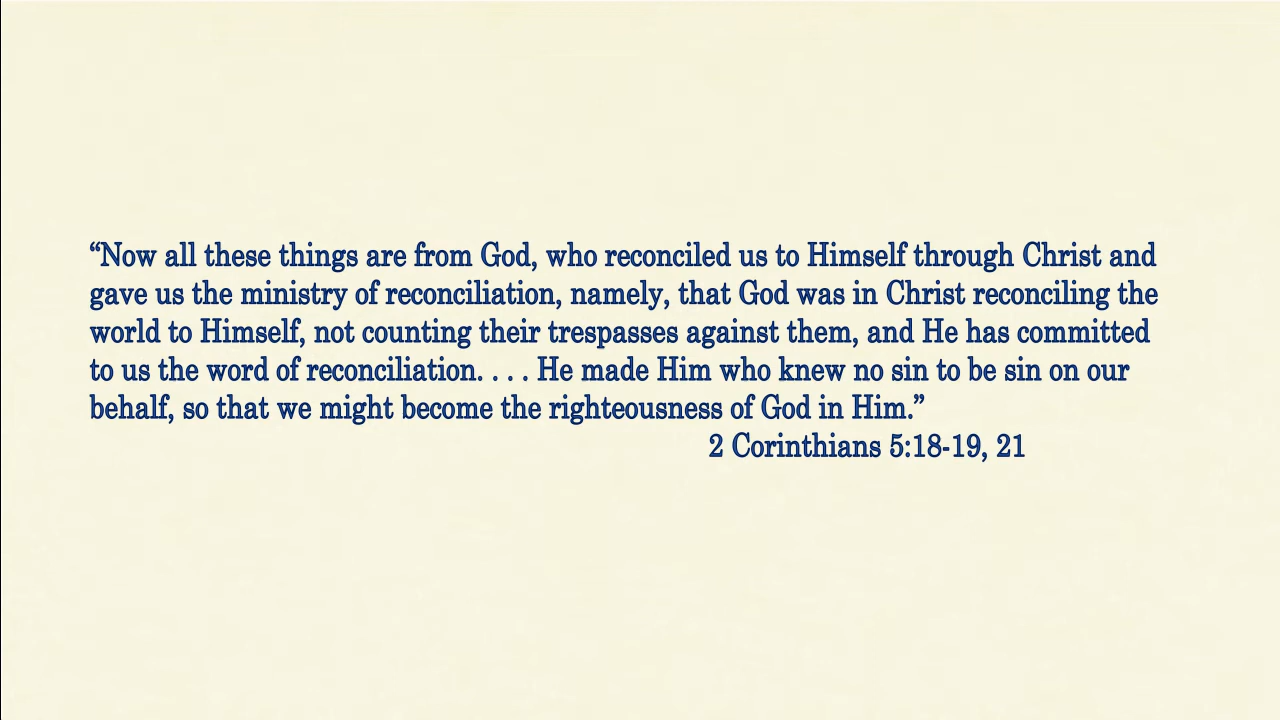 “Now all these things are from God, who reconciled us to Himself through Christ and
gave us the ministry of reconciliation, namely, that God was in Christ reconciling the
world to Himself, not counting their trespasses against them, and He has committed
to us the word of reconciliation. . . . He made Him who knew no sin to be sin on our
behalf, so that we might become the righteousness of God in Him.”
2 Corinthians 5:18-19, 21